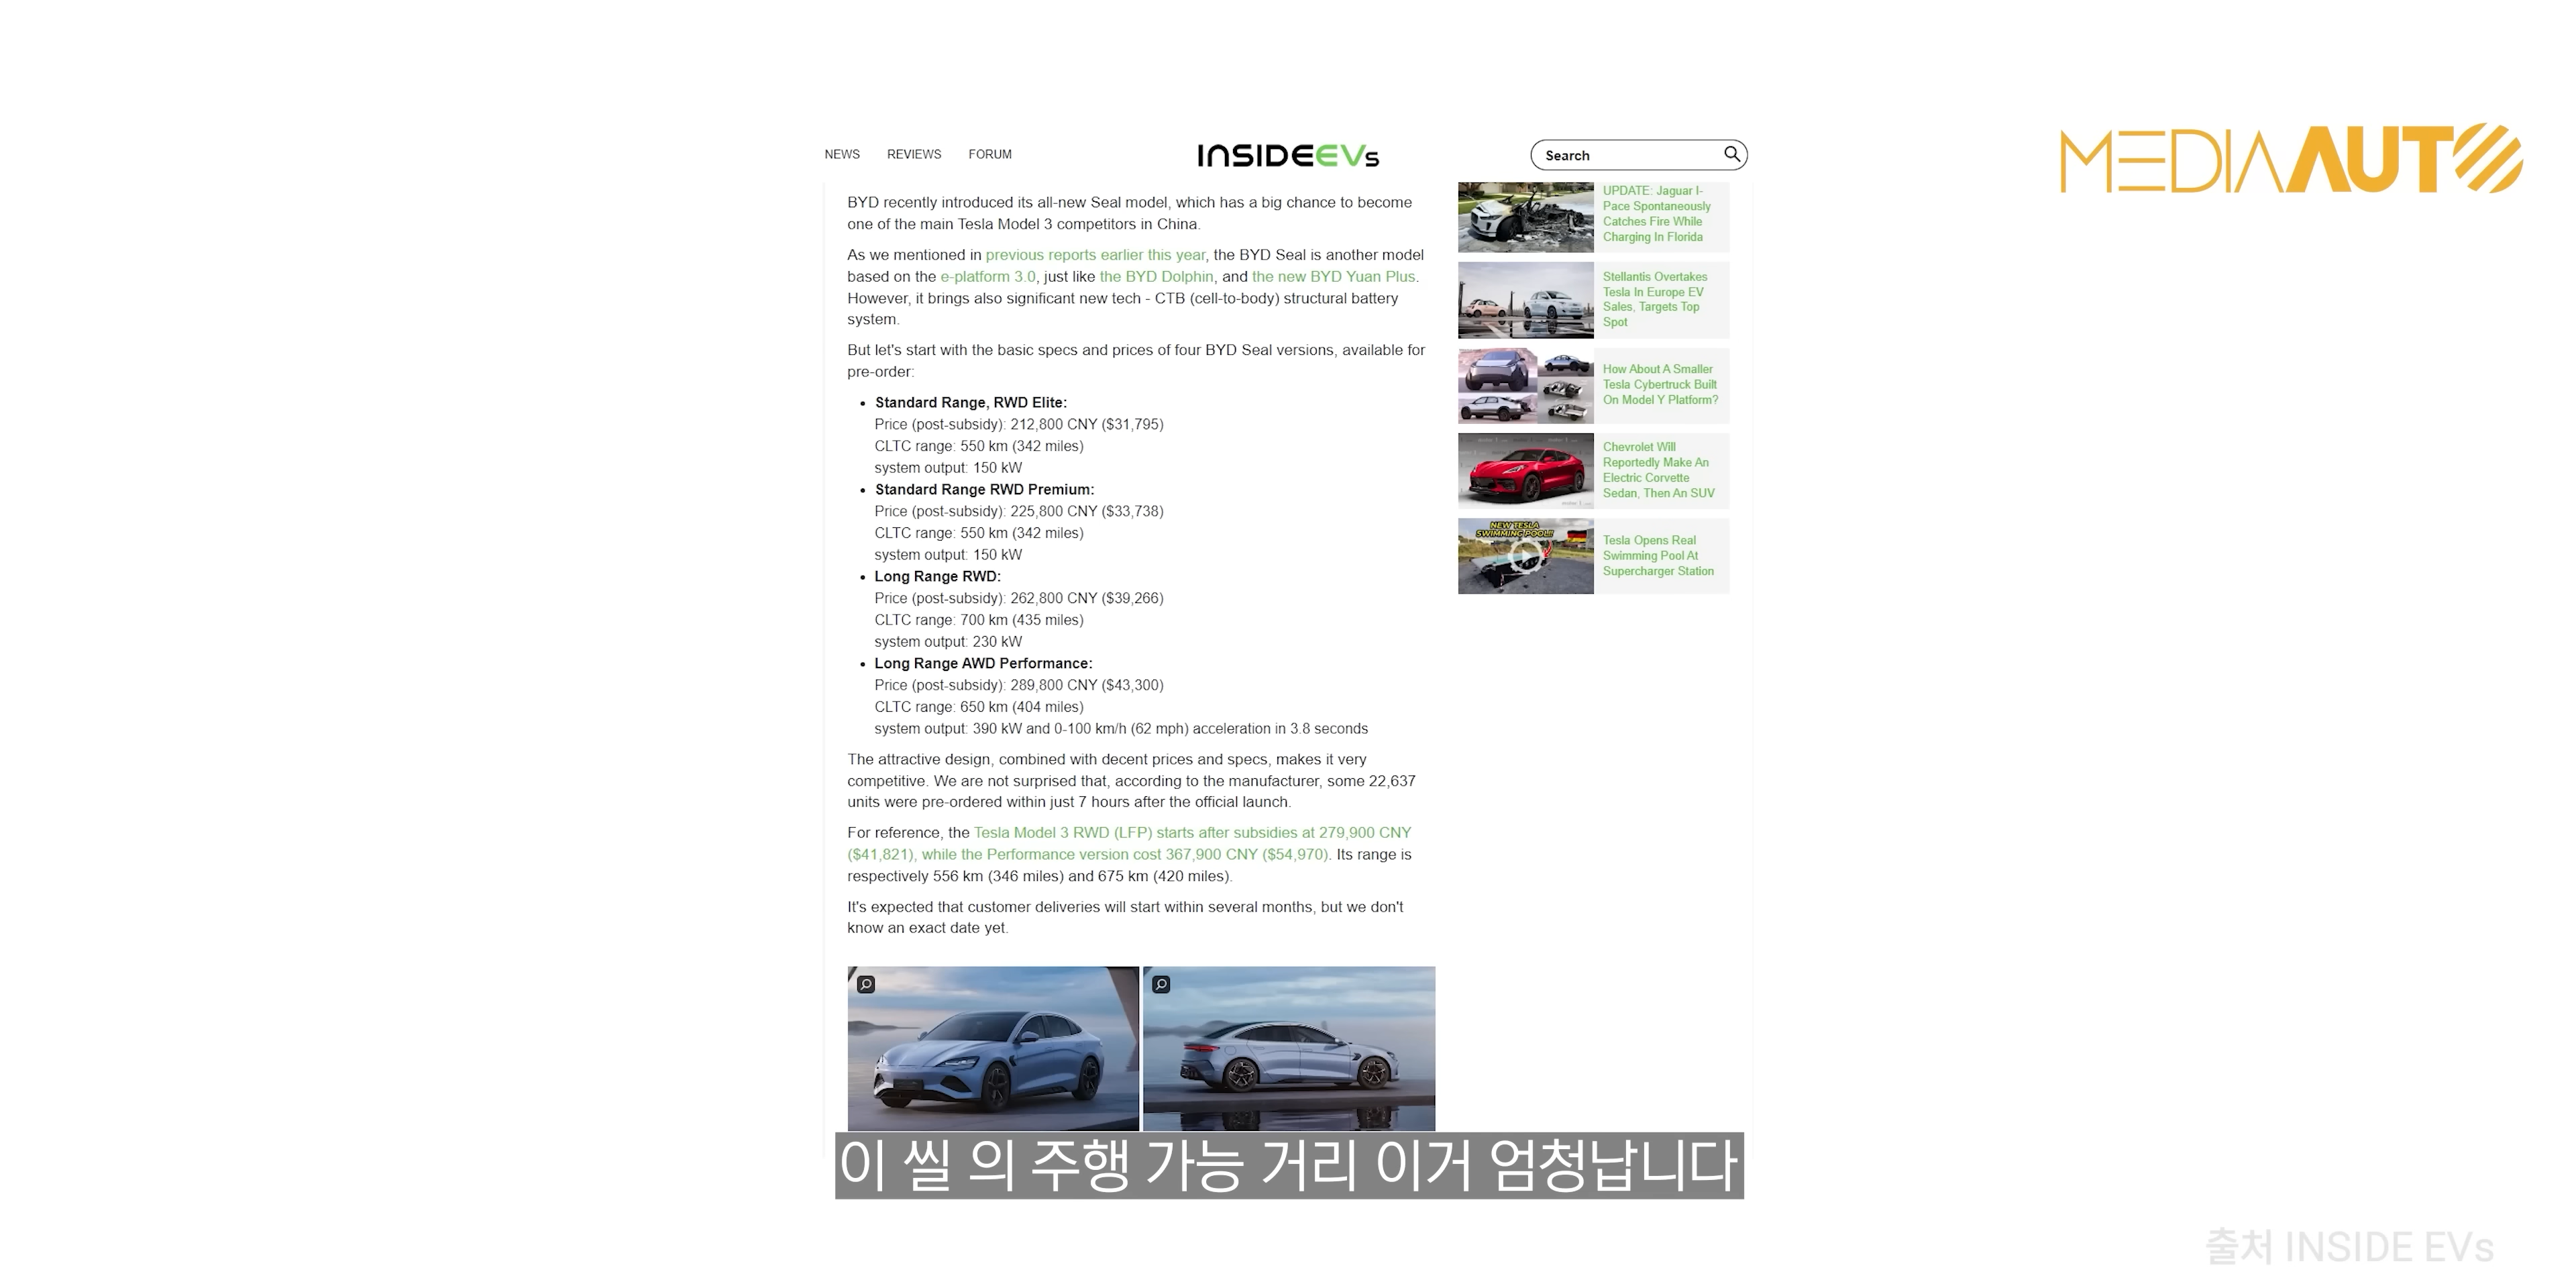 NEWS REVIEWS FORUM
INSIDEEVs
Search
MEDIAAUTO
BYD recently introduced its all-new Seal model, which has a big chance to become
one of the main Tesla Model 3 competitors in China.
As we mentioned in previous reports earlier this year, the BYD Seal is another model
based on the e-platform 3.0, just like the BYD Dolphin, and the new BYD Yuan Plus.
However, it brings also significant new tech - CTB (cell-to-body) structural battery
system.
But let's start with the basic specs and prices of four BYD Seal versions, available for
pre-order:
• Standard Range, RWD Elite:
Price (post-subsidy): 212,800 CNY ($31,795)
CLTC range: 550 km (342 miles)
system output: 150 kW
• Standard Range RWD Premium:
Price (post-subsidy): 225,800 CNY ($33,738)
CLTC range: 550 km (342 miles)
system output: 150 kW
• Long Range RWD:
Price (post-subsidy): 262,800 CNY ($39,266)
CLTC range: 700 km (435 miles)
system output: 230 kW
• Long Range AWD Performance:
Price (post-subsidy): 289,800 CNY ($43,300)
CLTC range: 650 km (404 miles)
system output: 390 kW and 0-100 km/h (62 mph) acceleration in 3.8 seconds
The attractive design, combined with decent prices and specs, makes it very
competitive. We are not surprised that, according to the manufacturer, some 22,637
units were pre-ordered within just 7 hours after the official launch.
For reference, the Tesla Model 3 RWD (LFP) starts after subsidies at 279,900 CNY
($41,821), while the Performance version cost 367,900 CNY ($54,970). Its range is
respectively 556 km (346 miles) and 675 km (420 miles).
It's expected that customer deliveries will start within several months, but we don't
know an exact date yet.
UPDATE: Jaguar I-
Pace Spontaneously
Catches Fire While
Charging In Florida
Stellantis Overtakes
Tesla In Europe EV
Sales, Targets Top
Spot
How About A Smaller
Tesla Cybertruck Built
On Model Y Platform?
Chevrolet Will
Reportedly Make An
Electric Corvette
Sedan, Then An SUV
NEW TESLA
SWIMMING POOL!
Tesla Opens Real
Swimming Pool At
Supercharger Station
이 씰 의 주행 가능 거리 이거 엄청납니다
출처 INSIDE EVs